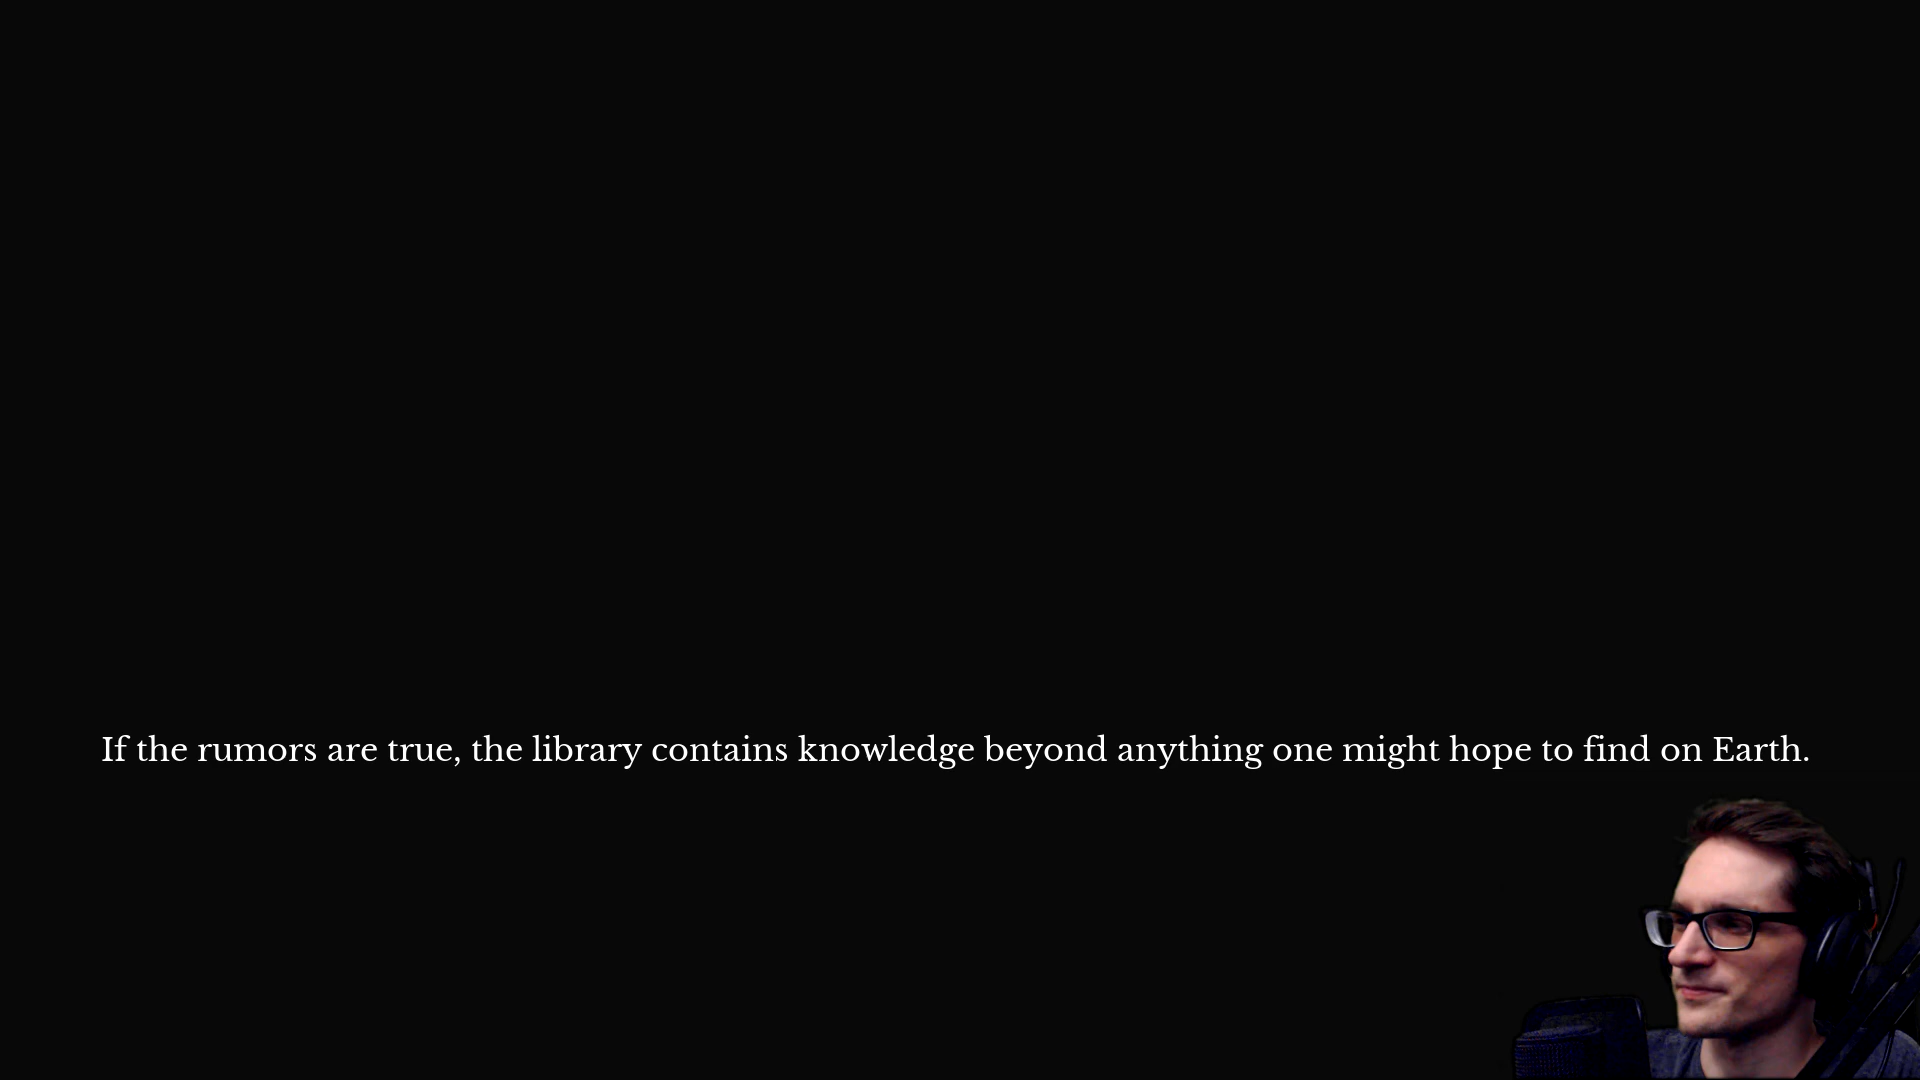 If the rumors are true, the library contains knowledge beyond anything one might hope to find on Earth.